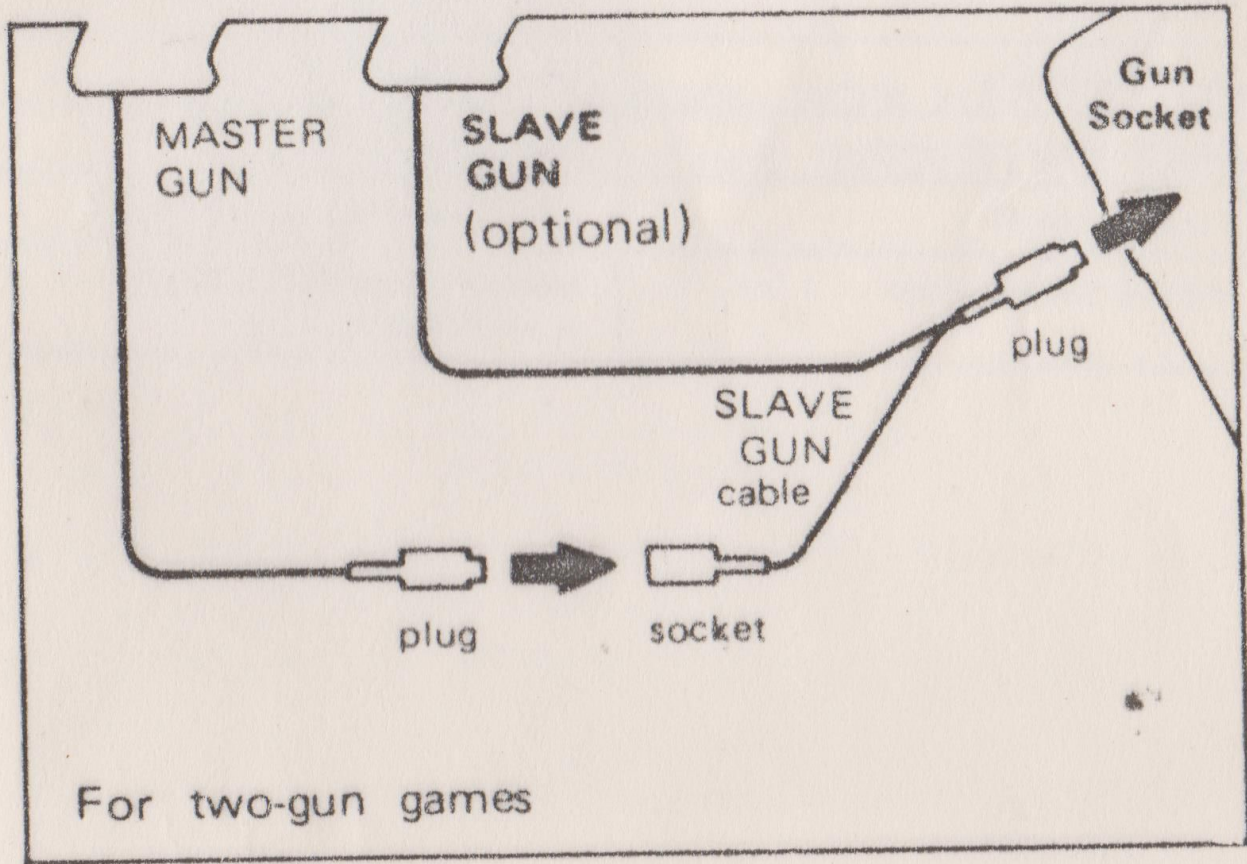 MASTER
GUN
SLAVE
GUN
(optional)
Gun
Socket
plug
SLAVE
GUN
cable
plug
socket
For two-gun games